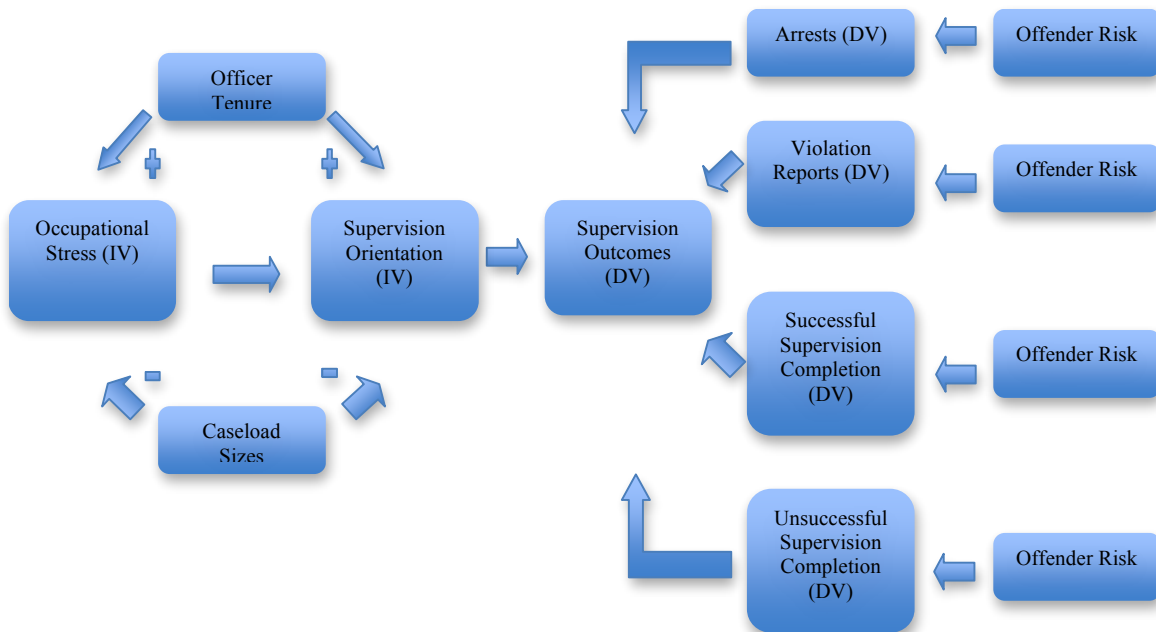 Officer
Tenure
Occupational
Stress (IV)
Supervision
Orientation
(IV)
Caseload
Sizes
Supervision
Outcomes
(DV)
Arrests (DV)
Offender Risk
Violation
Reports (DV)
Offender Risk
Successful
Supervision
Completion
(DV)
Offender Risk
Unsuccessful
Supervision
Completion
(DV)
Offender Risk